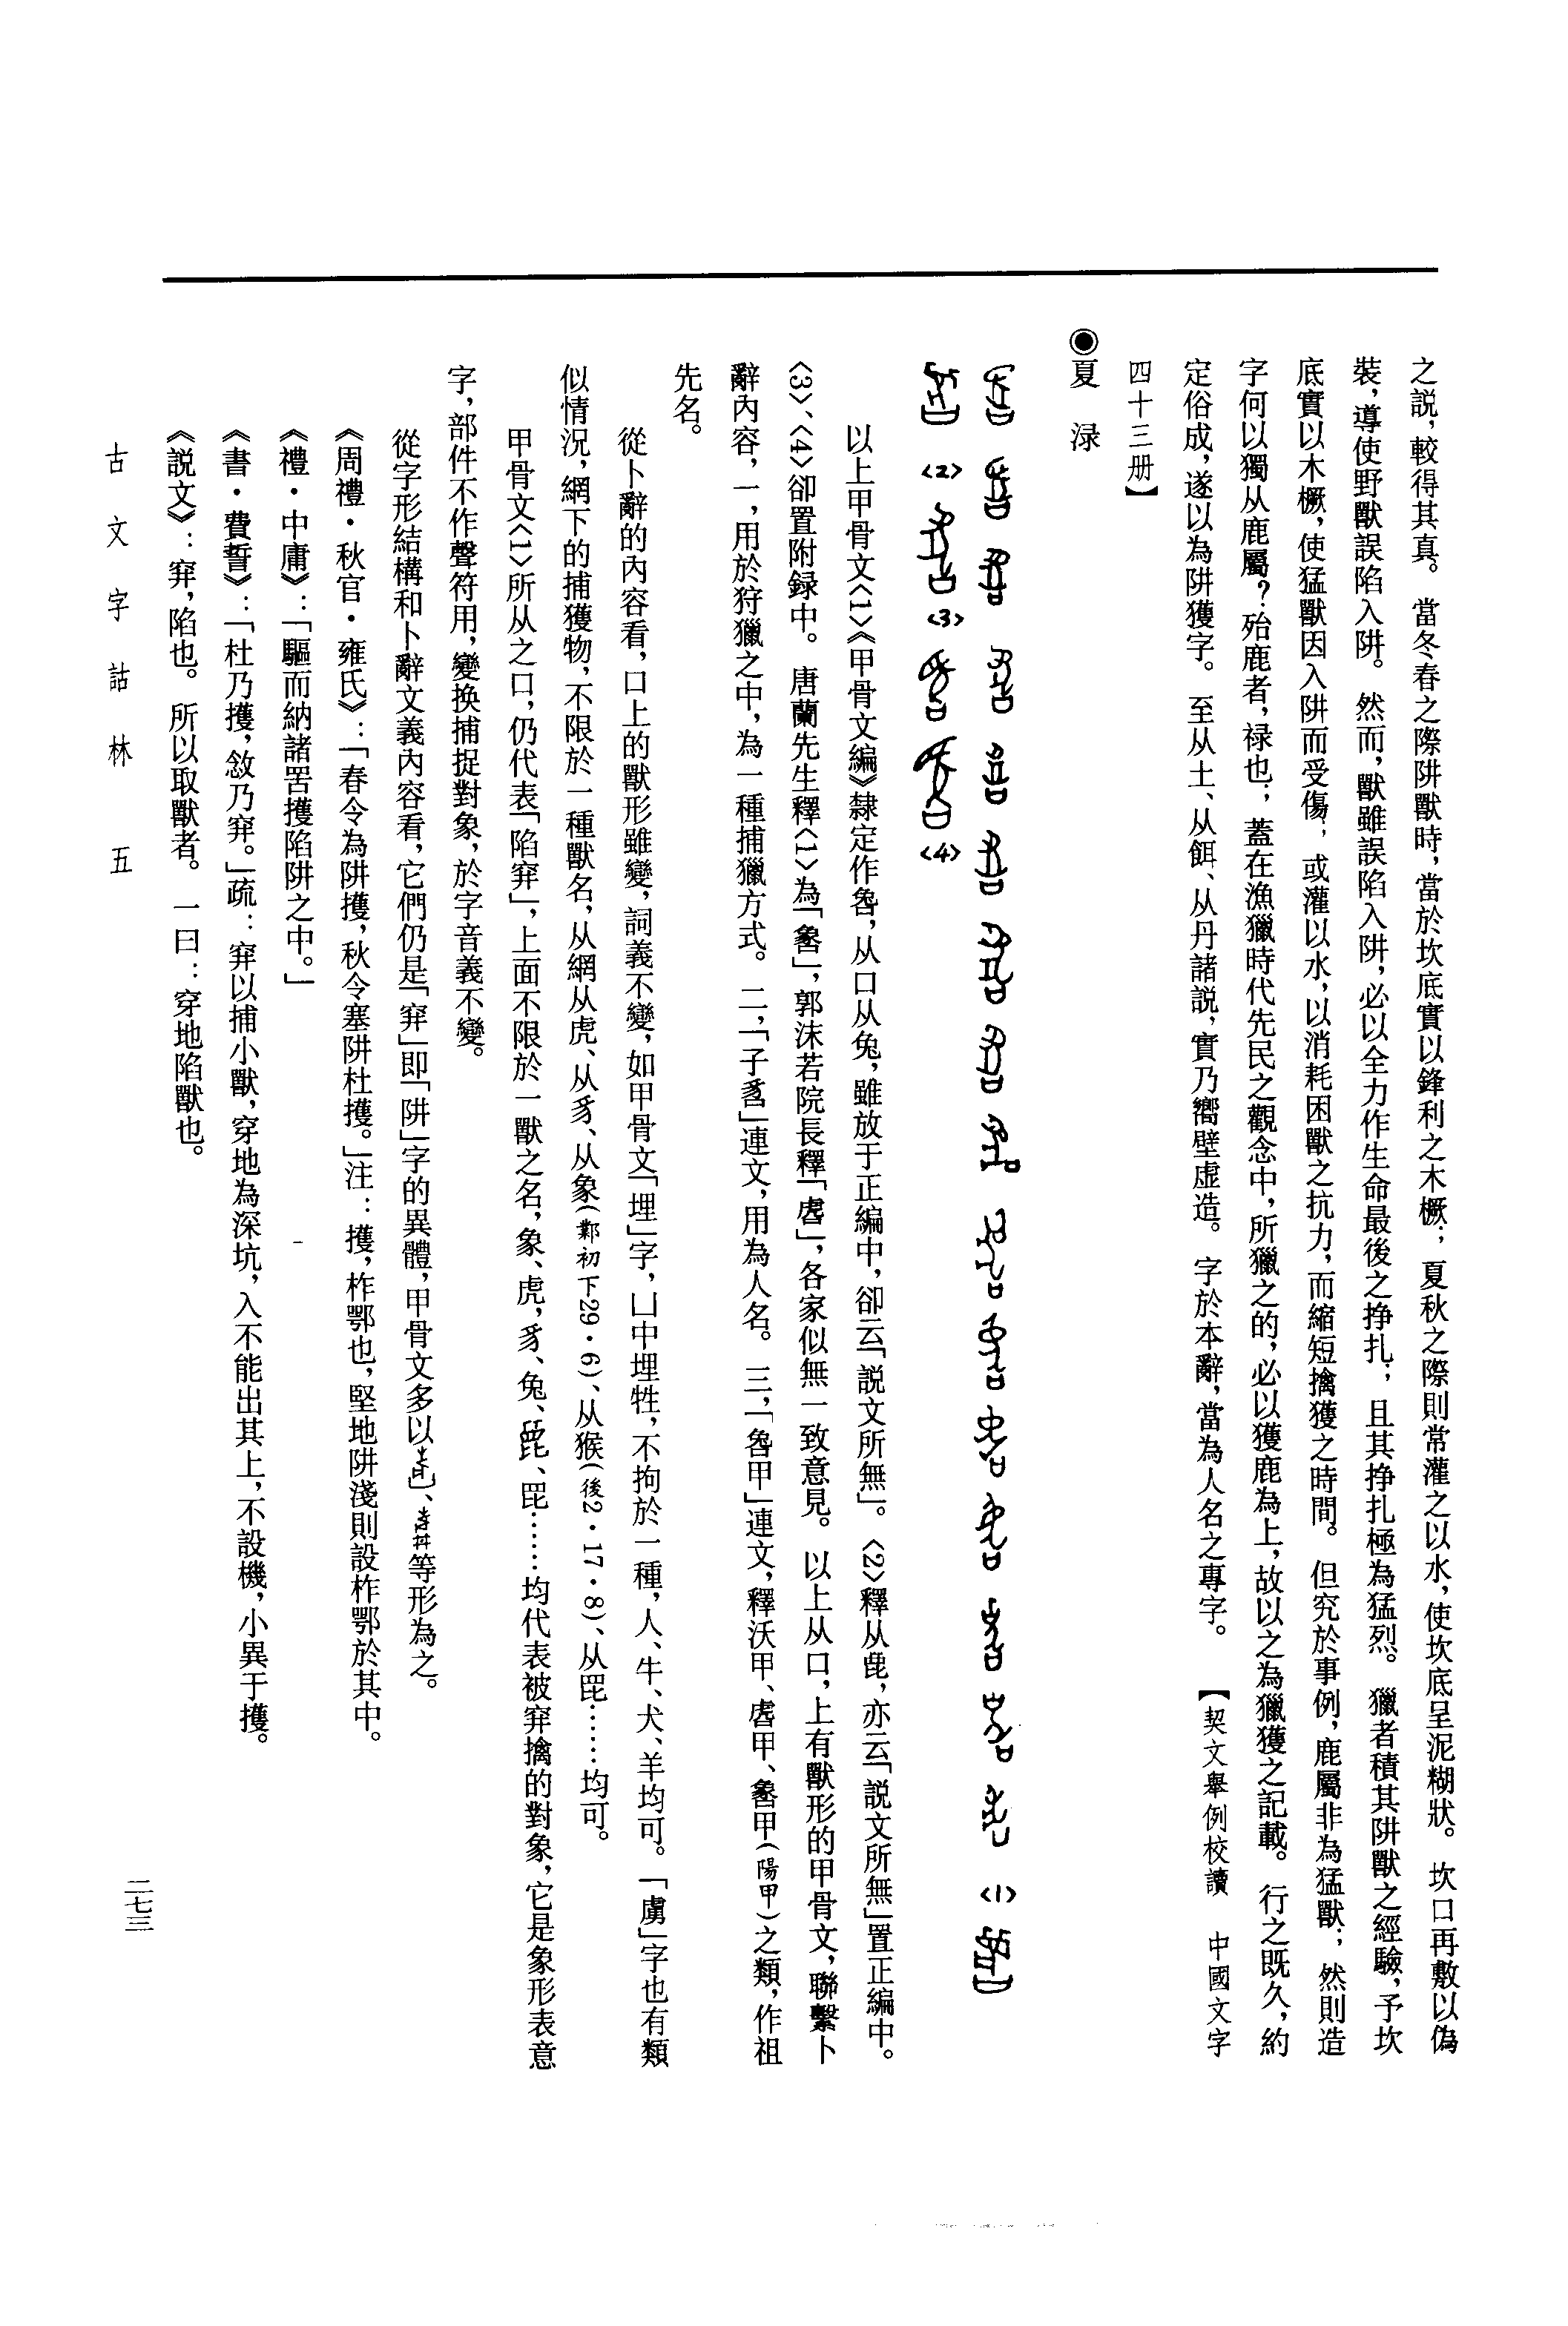 之説，較得其真。當冬春之際阱獸時，當於坎底實以鋒利之木橛；夏秋之際則常灌之以水，使坎底呈泥糊狀。坎口再敷以偽
裝，導使野獸誤陷入阱。然而，獸雖誤陷入阱，必以全力作生命最後之挣扎；且其挣扎極為猛烈。獵者積其阱獸之經驗，予坎
底實以木橛，使猛獸因入阱而受傷；或灌以水，以消耗困獸之抗力，而縮短擒獲之時間。但究於事例，鹿屬非為猛獸；然則造
字何以獨从鹿屬？殆鹿者，禄也；蓋在漁獵時代先民之觀念中，所獵之的，必以獲鹿為上，故以之為獵獲之記載。行之既久，約
定俗成，遂以為阱獲字。至从土、从餌、从丹諸説，實乃嚮壁虚造。字於本辭，當為人名之專字。【契文舉例校讀　中國文字
四十三册】
◉夏　渌
〈1〉
〈2〉〈3〉〈4〉
以上甲骨文〈1〉《甲骨文編》隸定作，从口从兔，雖放于正編中，卻云「説文所無」。〈2〉釋从㲋，亦云「説文所無」置正編中。
〈3〉、〈4〉卻置附録中。唐蘭先生釋〈1〉為「」，郭沫若院長釋「」，各家似無一致意見。以上从口，上有獸形的甲骨文，聯繫卜
辭內容，一，用於狩獵之中，為一種捕獵方式。二，「子」連文，用為人名。三，「甲」連文，釋沃甲、甲、甲（陽甲）之類，作祖
先名。
從卜辭的內容看，口上的獸形雖變，詞義不變，如甲骨文「埋」字，凵中埋牲，不拘於一種，人、牛、犬、羊均可。「虜」字也有類
似情況，網下的捕獲物，不限於一種獸名，从網从虎、从豸、从象（鄴初下29・6）、从猴（後2・17・8）、从㲋……均可。
甲骨文〈1〉所从之口，仍代表「陷穽」，上面不限於一獸之名，象、虎，豸、兔、、……均代表被穽擒的對象，它是象形表意
字，部件不作聲符用，變换捕捉對象，於字音義不變。
從字形結構和卜辭文義內容看，它們仍是「穽」即「阱」字的異體，甲骨文多以、等形為之。
《周禮・秋官・雍氏》：「春令為阱擭，秋令塞阱杜擭。」注：擭，柞鄂也，堅地阱淺則設柞鄂於其中。
《禮・中庸》：「驅而納諸罟擭陷阱之中。」
《書・費誓》：「杜乃擭，敜乃穽。」疏：穽以捕小獸，穿地為深坑，入不能出其上，不設機，小異于擭。
《説文》：穽，陷也。所以取獸者。一曰：穿地陷獸也。
古文字詁林　五
二七三